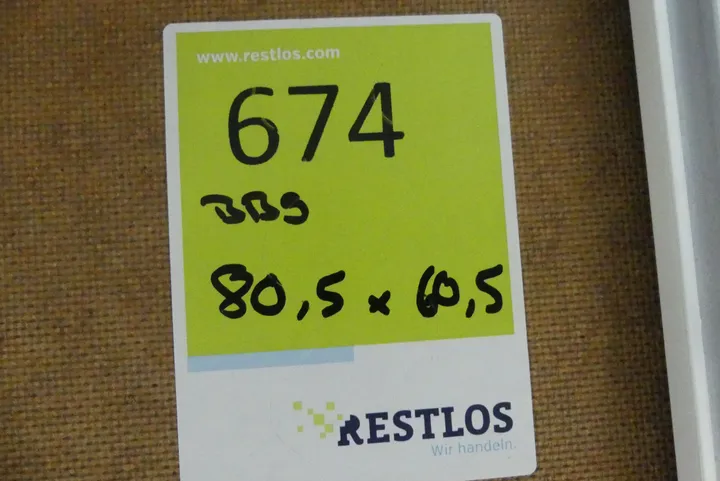 www.restlos.com
674
BBS
80,5 x 60,5
RESTLOS
Wir handeln.